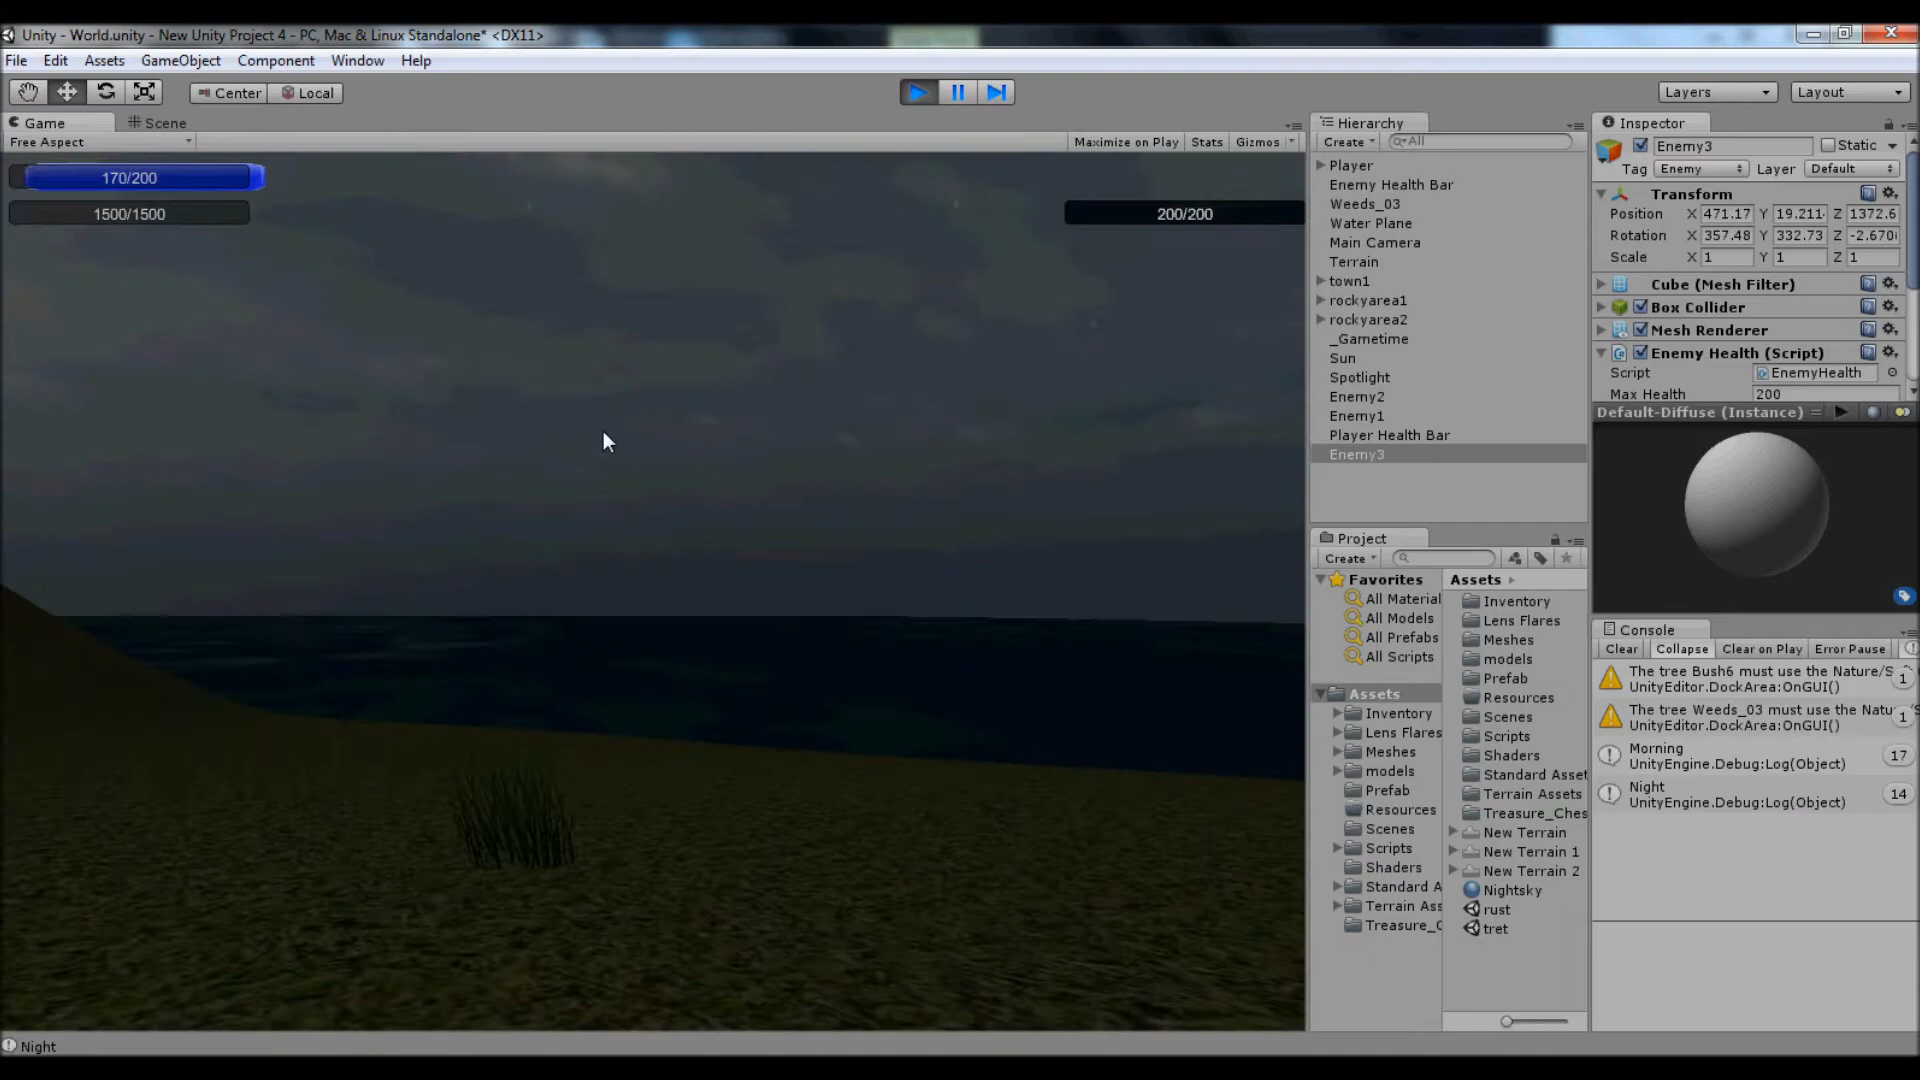 Unity - World.unity - New Unity Project 4 - PC, Mac & Linux Standalone* <DX11>
File Edit Assets GameObject Component Window Help
Center Local Layers Layout
Game Scene
Free Aspect Maximize on Play Stats Gizmos
170/200
1500/1500
200/200
Hierarchy
Create All
Player
Enemy Health Bar
Weeds_03
Water Plane
Main Camera
Terrain
town1
rockyarea1
rockyarea2
_Gametime
Sun
Spotlight
Enemy2
Enemy1
Player Health Bar
Enemy3
Project
Create
Favorites
All Material
All Models
All Prefabs
All Scripts
Assets
Inventory
Lens Flares
Meshes
models
Prefab
Resources
Scenes
Scripts
Shaders
Standard A
Terrain Ass
Treasure_C
Assets
Inventory
Lens Flares
Meshes
models
Prefab
Resources
Scenes
Scripts
Shaders
Standard Asset
Terrain Assets
Treasure_Ches
New Terrain
New Terrain 1
New Terrain 2
Nightsky
rust
tret
Inspector
Enemy3 Static
Tag Enemy Layer Default
Transform
Position X 471.17 Y 19.211 Z 1372.6
Rotation X 357.48 Y 332.73 Z -2.670
Scale X 1 Y 1 Z 1
Cube (Mesh Filter)
Box Collider
Mesh Renderer
Enemy Health (Script)
Script EnemyHealth
Max Health 200
Default-Diffuse (Instance)
Console
Clear Collapse Clear on Play Error Pause
The tree Bush6 must use the Nature/S 1
UnityEditor.DockArea:OnGUI()
The tree Weeds_03 must use the Natu 1
UnityEditor.DockArea:OnGUI()
Morning 17
UnityEngine.Debug:Log(Object)
Night 14
UnityEngine.Debug:Log(Object)
Night